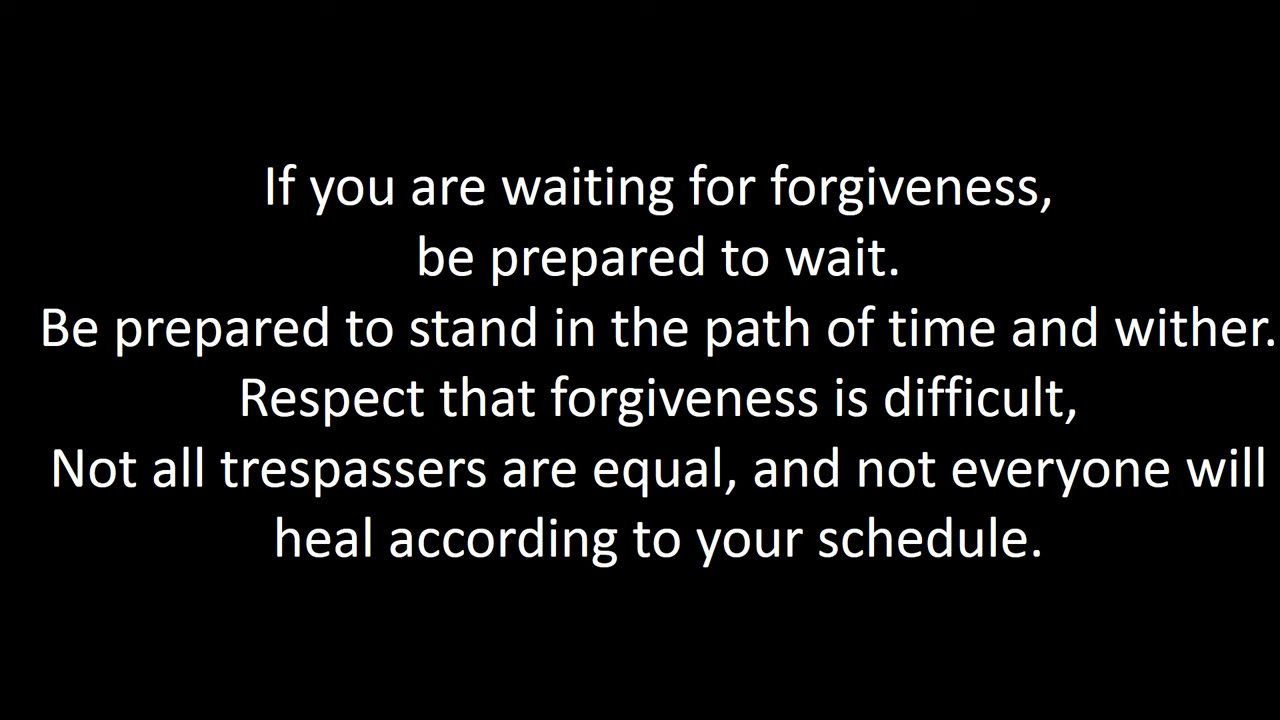 If you are waiting for forgiveness,
be prepared to wait.
Be prepared to stand in the path of time and wither.
Respect that forgiveness is difficult,
Not all trespassers are equal, and not everyone will
heal according to your schedule.